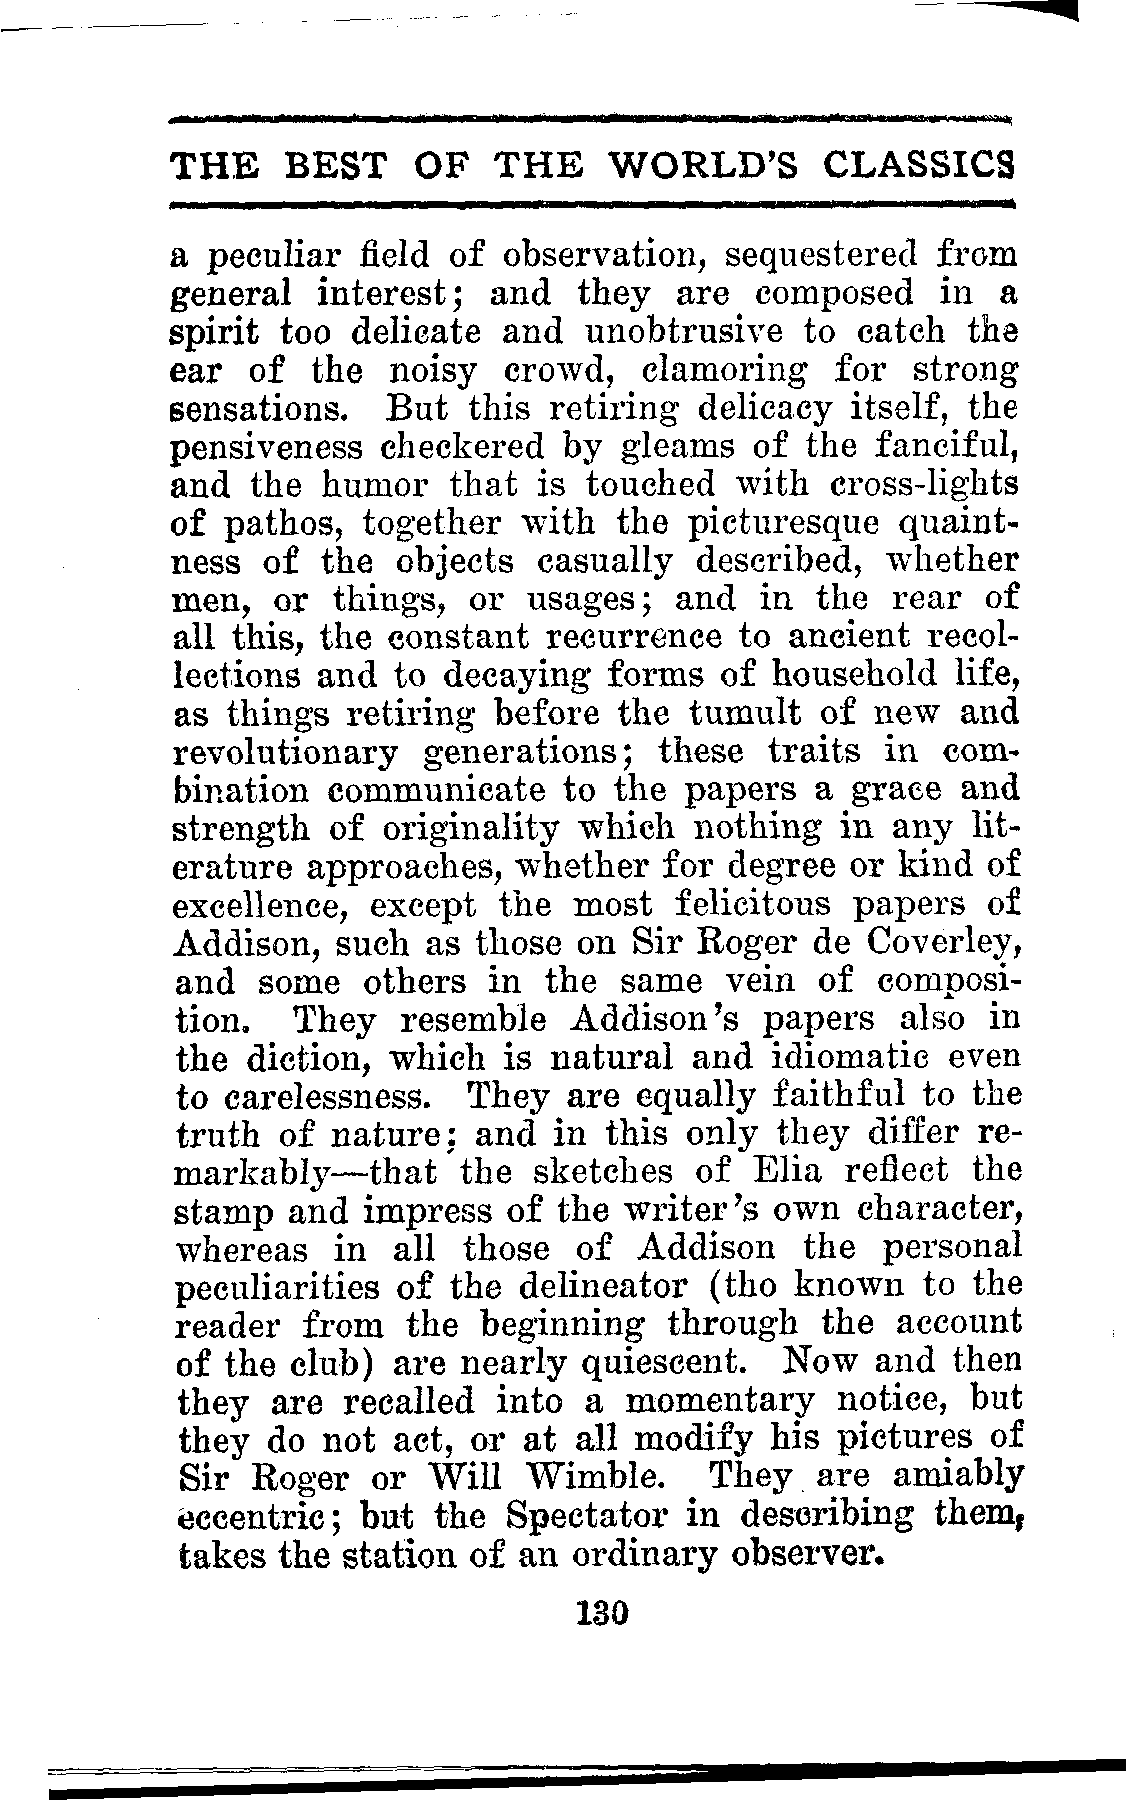 THE BEST OF THE WORLD'S CLASSICS
a peculiar field of observation, sequestered from
general interest; and they are composed in a
spirit too delicate and unobtrusive to catch the
ear of the noisy crowd, clamoring for strong
sensations. But this retiring delicacy itself, the
pensiveness checkered by gleams of the fanciful,
and the humor that is touched with cross-lights
of pathos, together with the picturesque quaint-
ness of the objects casually described, whether
men, or things, or usages; and in the rear of
all this, the constant recurrence to ancient recol-
lections and to decaying forms of household life,
as things retiring before the tumult of new and
revolutionary generations; these traits in com-
bination communicate to the papers a grace and
strength of originality which nothing in any lit-
erature approaches, whether for degree or kind of
excellence, except the most felicitous papers of
Addison, such as those on Sir Roger de Coverley,
and some others in the same vein of composi-
tion. They resemble Addison's papers also in
the diction, which is natural and idiomatic even
to carelessness. They are equally faithful to the
truth of nature; and in this only they differ re-
markably—that the sketches of Elia reflect the
stamp and impress of the writer's own character,
whereas in all those of Addison the personal
peculiarities of the delineator (tho known to the
reader from the beginning through the account
of the club) are nearly quiescent. Now and then
they are recalled into a momentary notice, but
they do not act, or at all modify his pictures of
Sir Roger or Will Wimble. They are amiably
eccentric; but the Spectator in describing them,
takes the station of an ordinary observer.
130